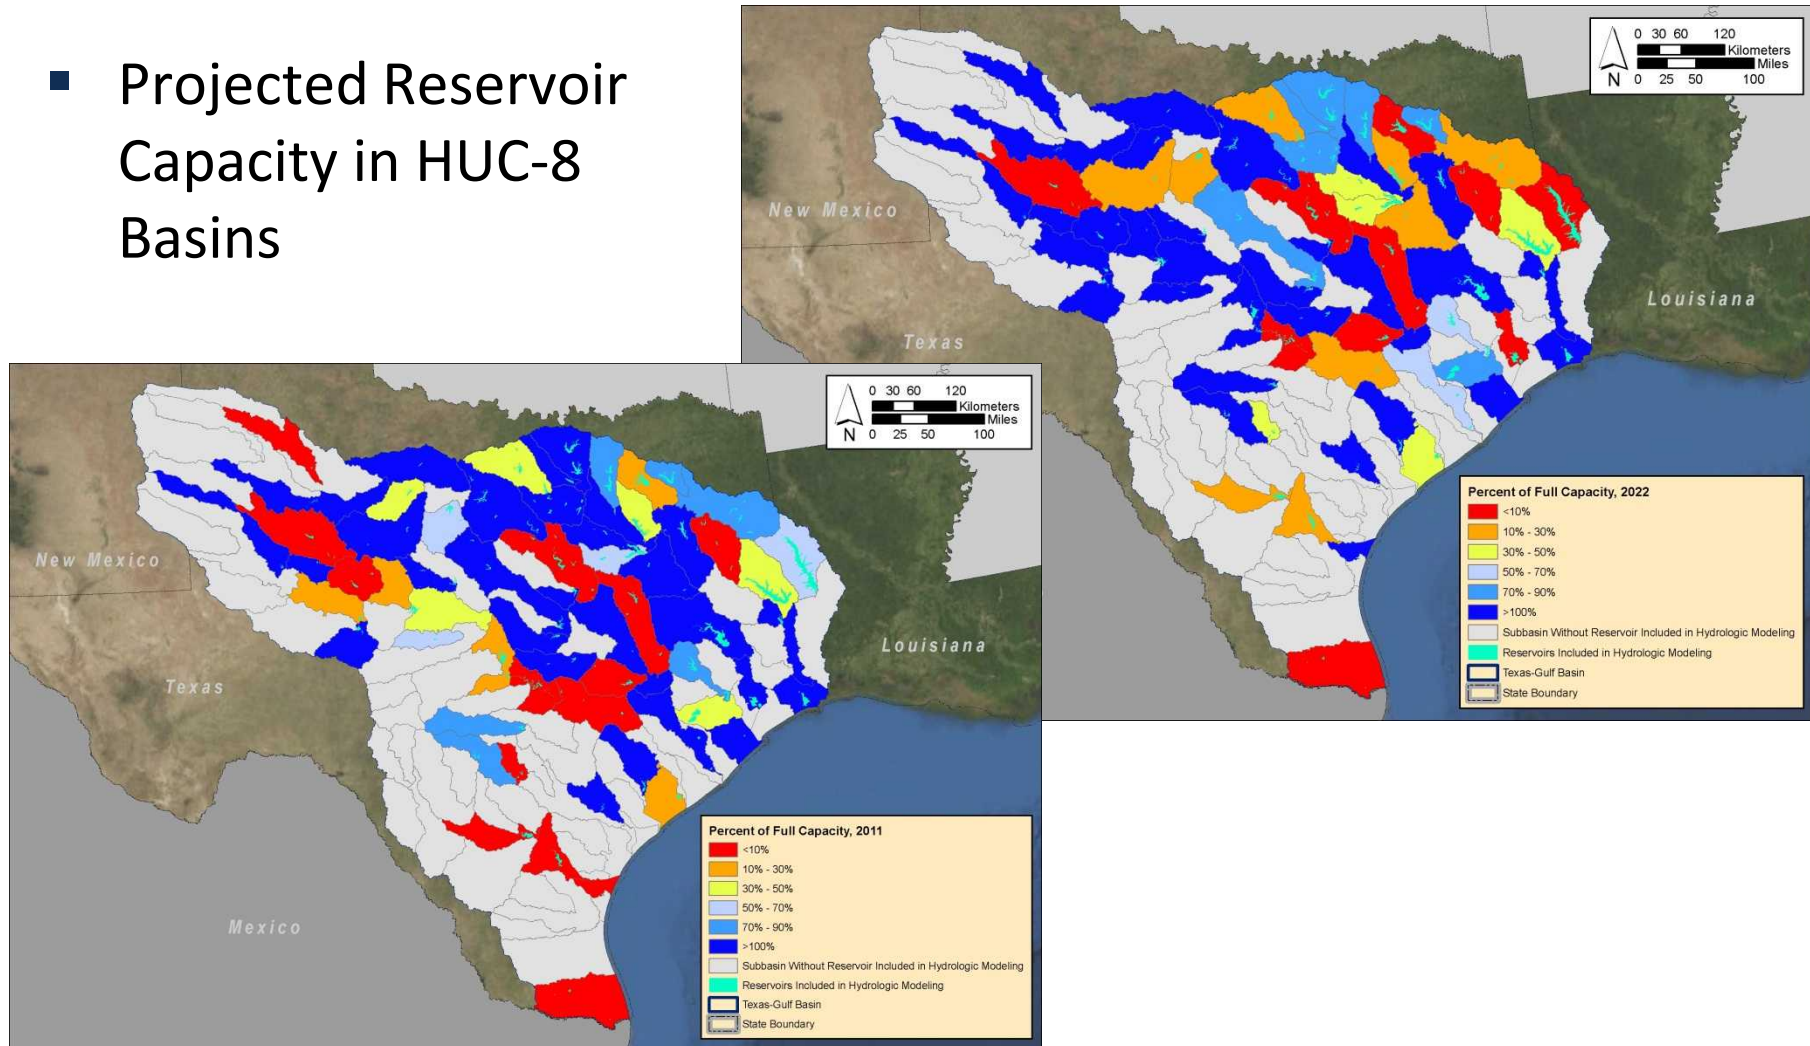 Projected Reservoir
Capacity in HUC-8
Basins
0 30 60 120
Kilometers
Miles
0 25 50 100
N
New Mexico
Louisiana
Texas
Percent of Full Capacity, 2022
<10%
10% - 30%
30% - 50%
50% - 70%
70% - 90%
>100%
Subbasin Without Reservoir Included in Hydrologic Modeling
Reservoirs Included in Hydrologic Modeling
Texas-Gulf Basin
State Boundary
0 30 60 120
Kilometers
Miles
0 25 50 100
N
New Mexico
Louisiana
Texas
Mexico
Percent of Full Capacity, 2011
<10%
10% - 30%
30% - 50%
50% - 70%
70% - 90%
>100%
Subbasin Without Reservoir Included in Hydrologic Modeling
Reservoirs Included in Hydrologic Modeling
Texas-Gulf Basin
State Boundary